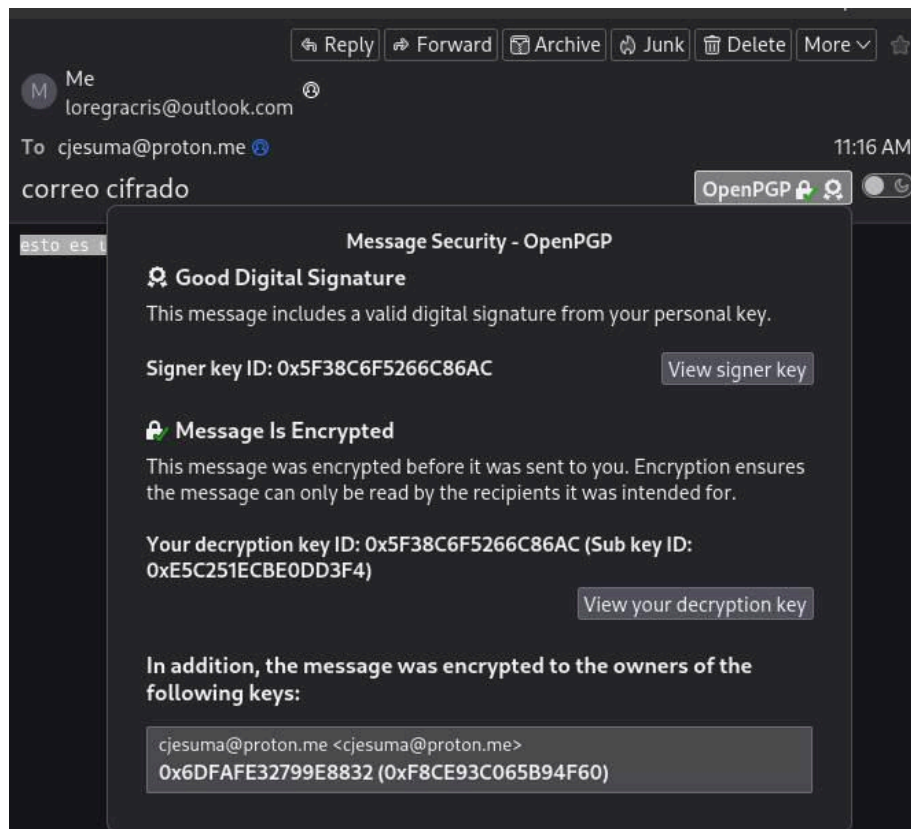 Reply Forward Archive Junk Delete More
M Me
loregracris@outlook.com
To cjesuma@proton.me 11:16 AM
correo cifrado OpenPGP
esto es
Message Security - OpenPGP
Good Digital Signature
This message includes a valid digital signature from your personal key.
Signer key ID: 0x5F38C6F5266C86AC View signer key
Message Is Encrypted
This message was encrypted before it was sent to you. Encryption ensures
the message can only be read by the recipients it was intended for.
Your decryption key ID: 0x5F38C6F5266C86AC (Sub key ID:
0xE5C251ECBE0DD3F4)
View your decryption key
In addition, the message was encrypted to the owners of the
following keys:
cjesuma@proton.me <cjesuma@proton.me>
0x6DFAFE32799E8832 (0xF8CE93C065B94F60)